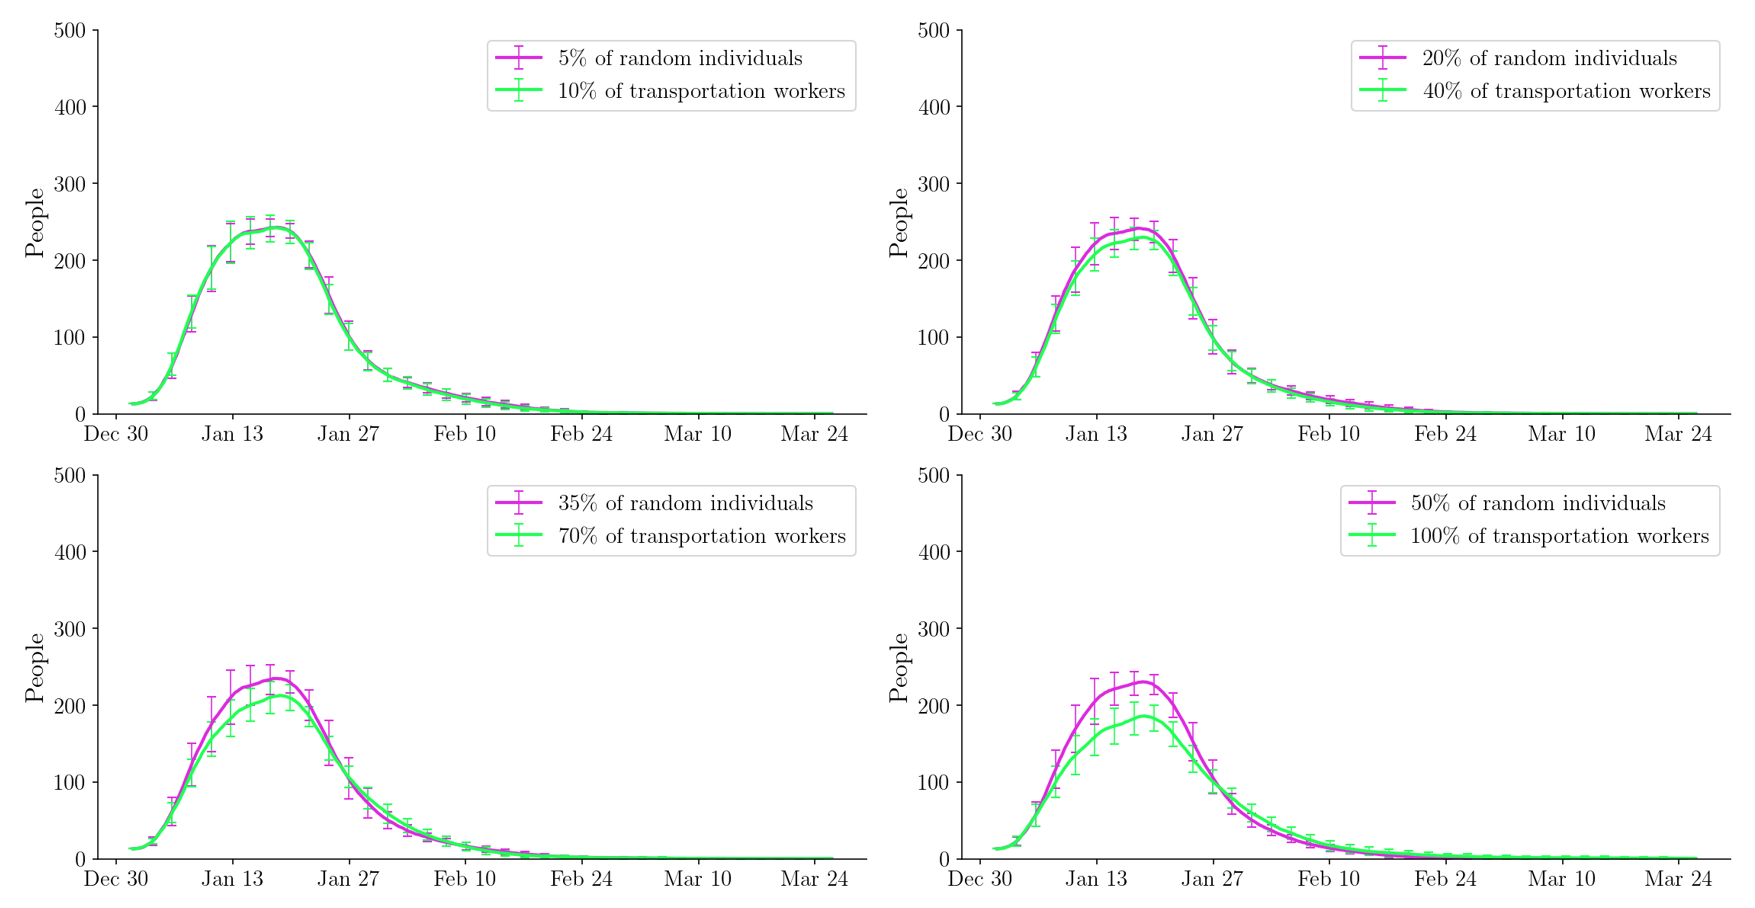 500
400
300
200
100
0
People
5% of random individuals
10% of transportation workers
Dec 30 Jan 13 Jan 27 Feb 10 Feb 24 Mar 10 Mar 24
500
400
300
200
100
0
People
20% of random individuals
40% of transportation workers
Dec 30 Jan 13 Jan 27 Feb 10 Feb 24 Mar 10 Mar 24
500
400
300
200
100
0
People
35% of random individuals
70% of transportation workers
Dec 30 Jan 13 Jan 27 Feb 10 Feb 24 Mar 10 Mar 24
500
400
300
200
100
0
People
50% of random individuals
100% of transportation workers
Dec 30 Jan 13 Jan 27 Feb 10 Feb 24 Mar 10 Mar 24